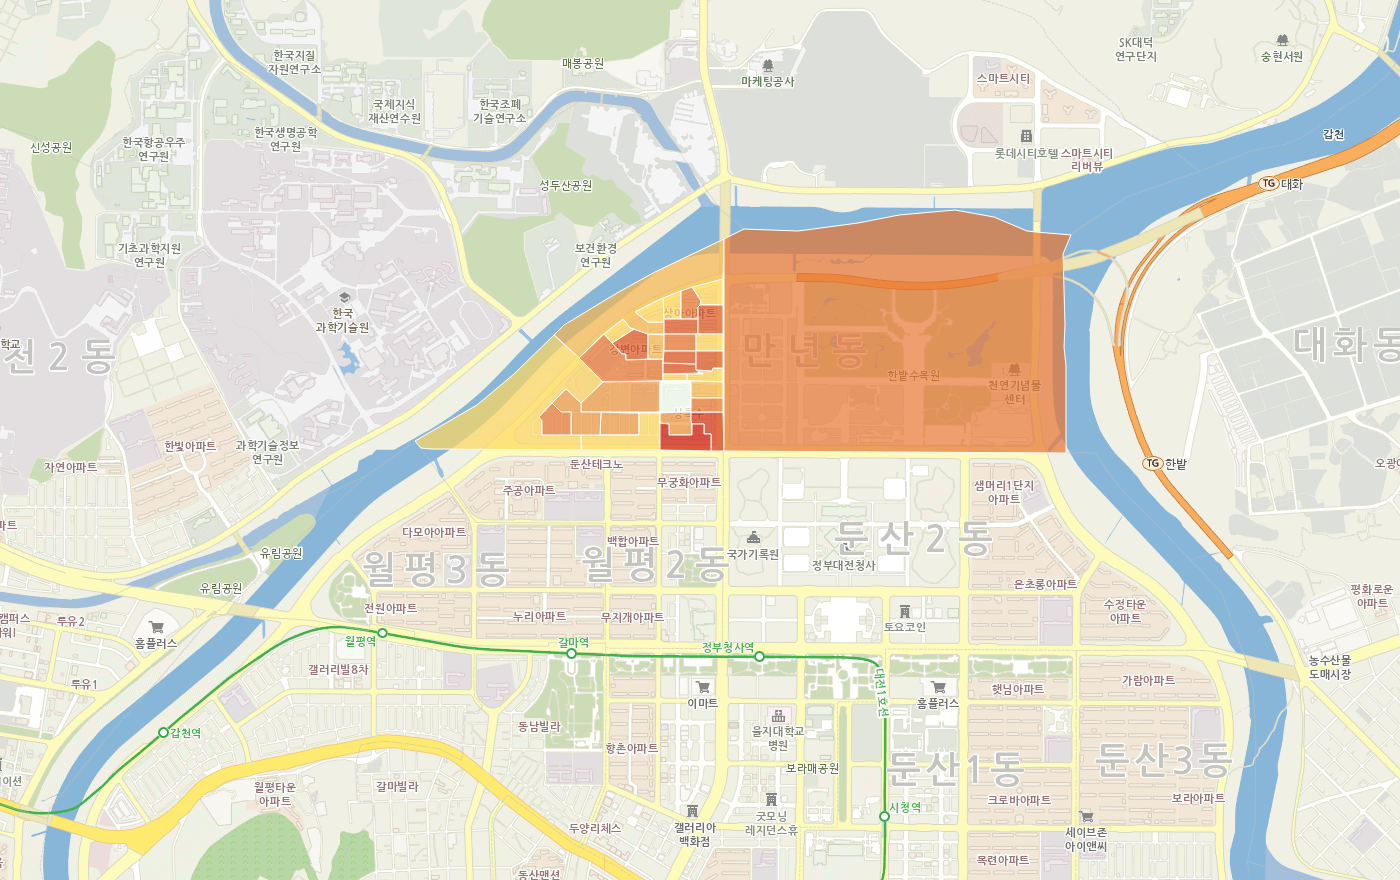 한국지질
자원연구소
매봉공원
마케팅공사
SK대덕
연구단지
숭현서원
스마트시티
국제지식
재산연수원
한국조폐
기술연구소
한국생명공학
연구원
한국항공우주
연구원
신성공원
갑천
롯데시티호텔
스마트시티
리버뷰
성두산공원
TG 대화
기초과학지원
연구원
보건환경
연구원
한국
과학기술원
학교
전2동
강변아파트
만년동
대화동
한밭수목원
천연기념물
센터
상록수
한빛아파트
과학기술정보
연구원
자연아파트
둔산테크노
주공아파트
무궁화아파트
TG 한밭
오광
샘머리1단지
아파트
파트
다모아아파트
백합아파트
월평3동
월평2동
둔산2동
국가기록원
정부대전청사
유림공원
유림공원
온초롱아파트
수정타운
아파트
평화로운
아파트
전원아파트
누리아파트
무지개아파트
토요코인
캠퍼스
타워I
투유2
홈플러스
월평역
갈마역
정부청사역
대전1호선
갤러리빌8차
투유1
농수산물
도매시장
가람아파트
햇님아파트
홈플러스
이마트
동남빌라
갑천역
을지대학교
병원
향촌아파트
보라매공원
둔산1동
둔산3동
이션
월평타운
아파트
갈마빌라
크로바아파트
보라아파트
시청역
굿모닝
레지던스휴
갤러리아
백화점
두양리체스
세이브존
아이앤씨
목련아파트
동산맨션